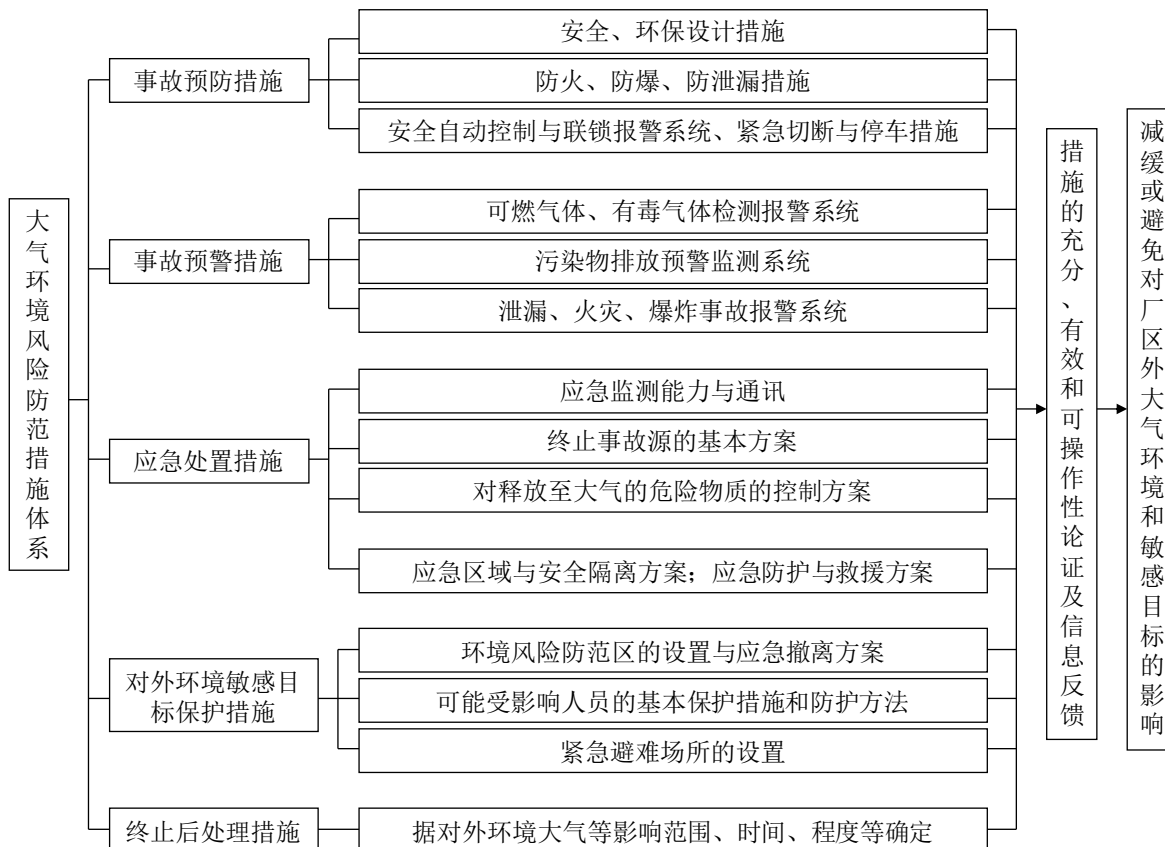 大气环境风险防范措施体系
事故预防措施
安全、环保设计措施
防火、防爆、防泄漏措施
安全自动控制与联锁报警系统、紧急切断与停车措施
事故预警措施
可燃气体、有毒气体检测报警系统
污染物排放预警监测系统
泄漏、火灾、爆炸事故报警系统
应急处置措施
应急监测能力与通讯
终止事故源的基本方案
对释放至大气的危险物质的控制方案
应急区域与安全隔离方案；应急防护与救援方案
对外环境敏感目
标保护措施
环境风险防范区的设置与应急撤离方案
可能受影响人员的基本保护措施和防护方法
紧急避难场所的设置
终止后处理措施
据对外环境大气等影响范围、时间、程度等确定
措施的充分、有效和可操作性论证及信息反馈
减缓或避免对厂区外大气环境和敏感目标的影响